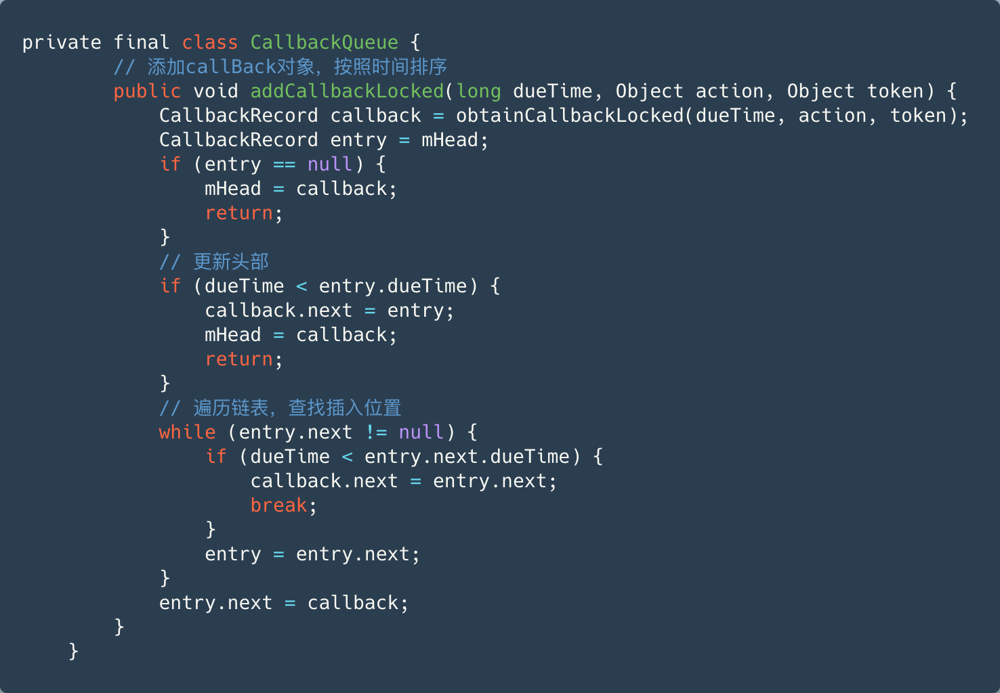 private final class CallbackQueue {
        // 添加callBack对象，按照时间排序
        public void addCallbackLocked(long dueTime, Object action, Object token) {
            CallbackRecord callback = obtainCallbackLocked(dueTime, action, token);
            CallbackRecord entry = mHead;
            if (entry == null) {
                mHead = callback;
                return;
            }
            // 更新头部
            if (dueTime < entry.dueTime) {
                callback.next = entry;
                mHead = callback;
                return;
            }
            // 遍历链表，查找插入位置
            while (entry.next != null) {
                if (dueTime < entry.next.dueTime) {
                    callback.next = entry.next;
                    break;
                }
                entry = entry.next;
            }
            entry.next = callback;
        }
    }